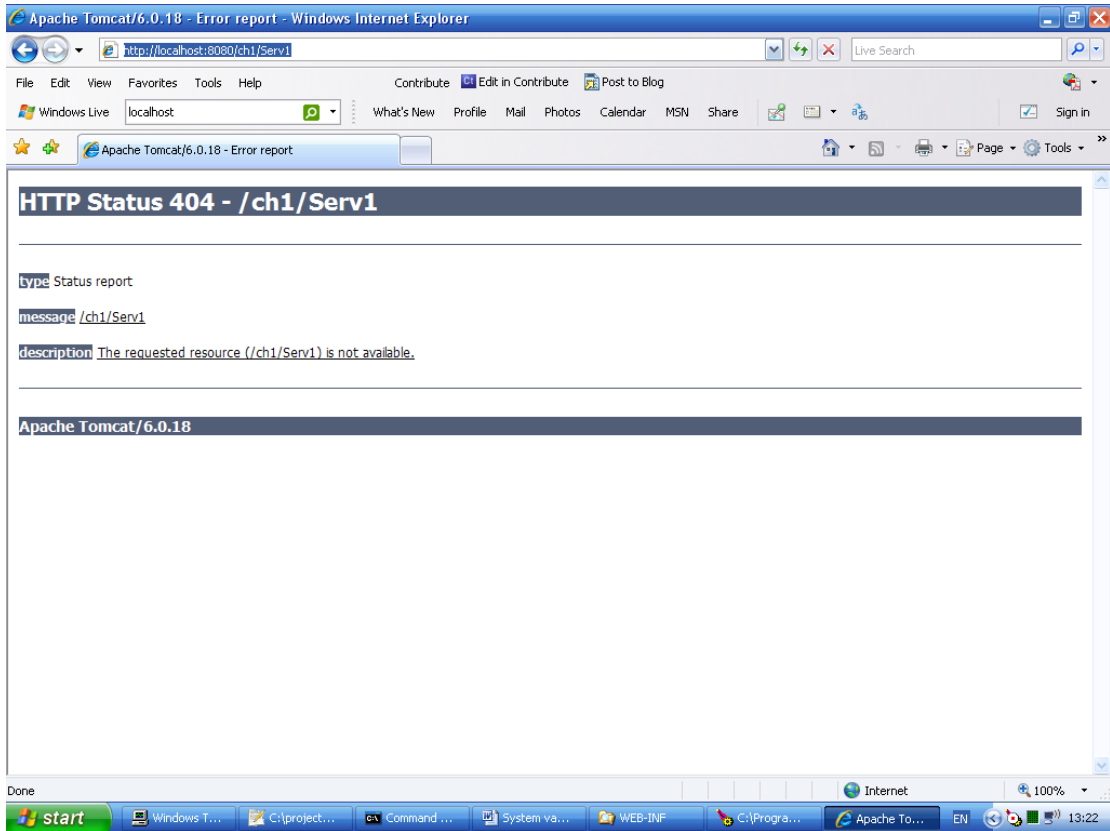 Apache Tomcat/6.0.18 - Error report - Windows Internet Explorer
http://localhost:8080/ch1/Serv1
Live Search
File Edit View Favorites Tools Help Contribute Ct Edit in Contribute Post to Blog
Windows Live localhost What's New Profile Mail Photos Calendar MSN Share Sign in
Apache Tomcat/6.0.18 - Error report Page Tools »
HTTP Status 404 - /ch1/Serv1
type Status report
message /ch1/Serv1
description The requested resource (/ch1/Serv1) is not available.
Apache Tomcat/6.0.18
Done Internet 100%
start Windows T... C:\project... Command ... System va... WEB-INF C:\Progra... Apache To... EN 13:22